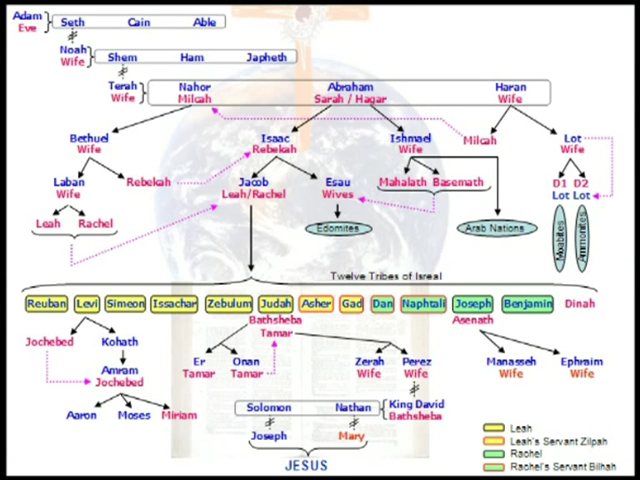 Adam
Eve
Seth Cain Able
Noah
Wife
Shem Ham Japheth
Terah
Wife
Nahor Abraham Haran
Milcah Sarah / Hagar Wife
Bethuel Isaac Ishmael Milcah Lot
Wife Rebekah Wife Wife
Laban Rebekah Jacob Esau Mahalath Basemath D1 D2
Wife Leah/Rachel Wives Lot Lot
Leah Rachel
Edomites Arab Nations Moabites Ammonites
Twelve Tribes of Isreal
Reuban Levi Simeon Issachar Zebulum Judah Asher Gad Dan Naphtali Joseph Benjamin Dinah
Bathsheba Asenath
Tamar
Jochebed Kohath
Er Onan Zerah Perez Manasseh Ephraim
Tamar Tamar Wife Wife Wife Wife
Amram
Jochebed
Aaron Moses Miriam
Solomon Nathan King David
Bathsheba
Joseph Mary
JESUS
Leah
Leah's Servant Zilpah
Rachel
Rachel's Servant Bilhah